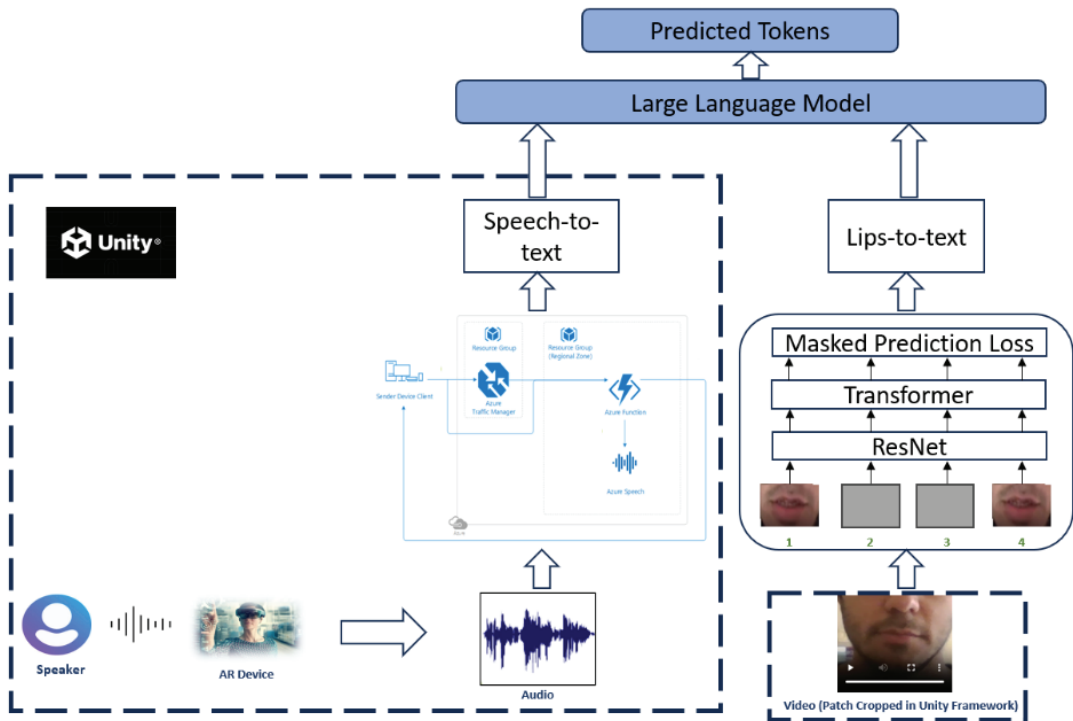 Predicted Tokens
Large Language Model
Unity®
Speech-to-
text
Lips-to-text
Resource Group
Resource Group
(Regional Zone)
Sender Device Client
Azure
Traffic Manager
Azure Function
Azure Speech
Azure
Masked Prediction Loss
Transformer
ResNet
1
2
3
4
Speaker
AR Device
Audio
Video (Patch Cropped in Unity Framework)